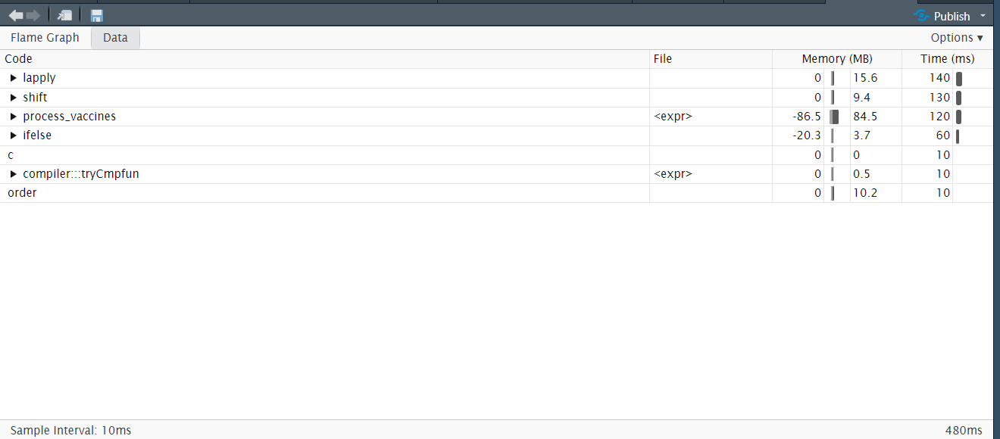 Publish
Flame Graph Data Options ▼
Code File Memory (MB) Time (ms)
▶ lapply 0 15.6 140
▶ shift 0 9.4 130
▶ process_vaccines <expr> -86.5 84.5 120
▶ ifelse -20.3 3.7 60
c 0 0 10
▶ compiler:::tryCmpfun <expr> 0 0.5 10
order 0 10.2 10
Sample Interval: 10ms 480ms